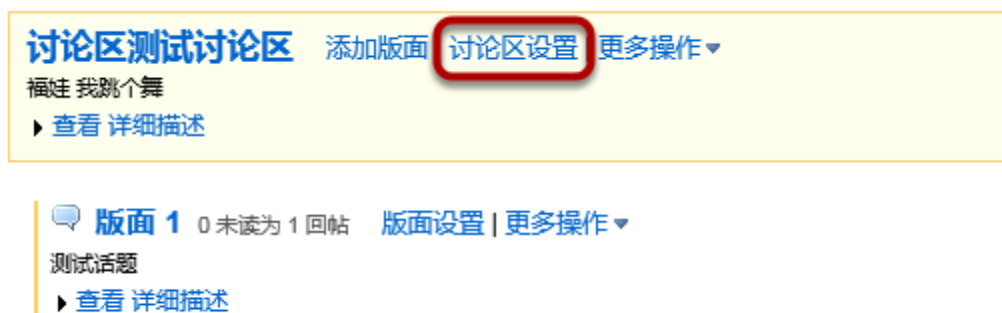 讨论区测试讨论区 添加版面 讨论区设置 更多操作
福娃 我跳个舞
查看 详细描述
版面 1 0 未读为 1 回帖 版面设置 | 更多操作
测试话题
查看 详细描述